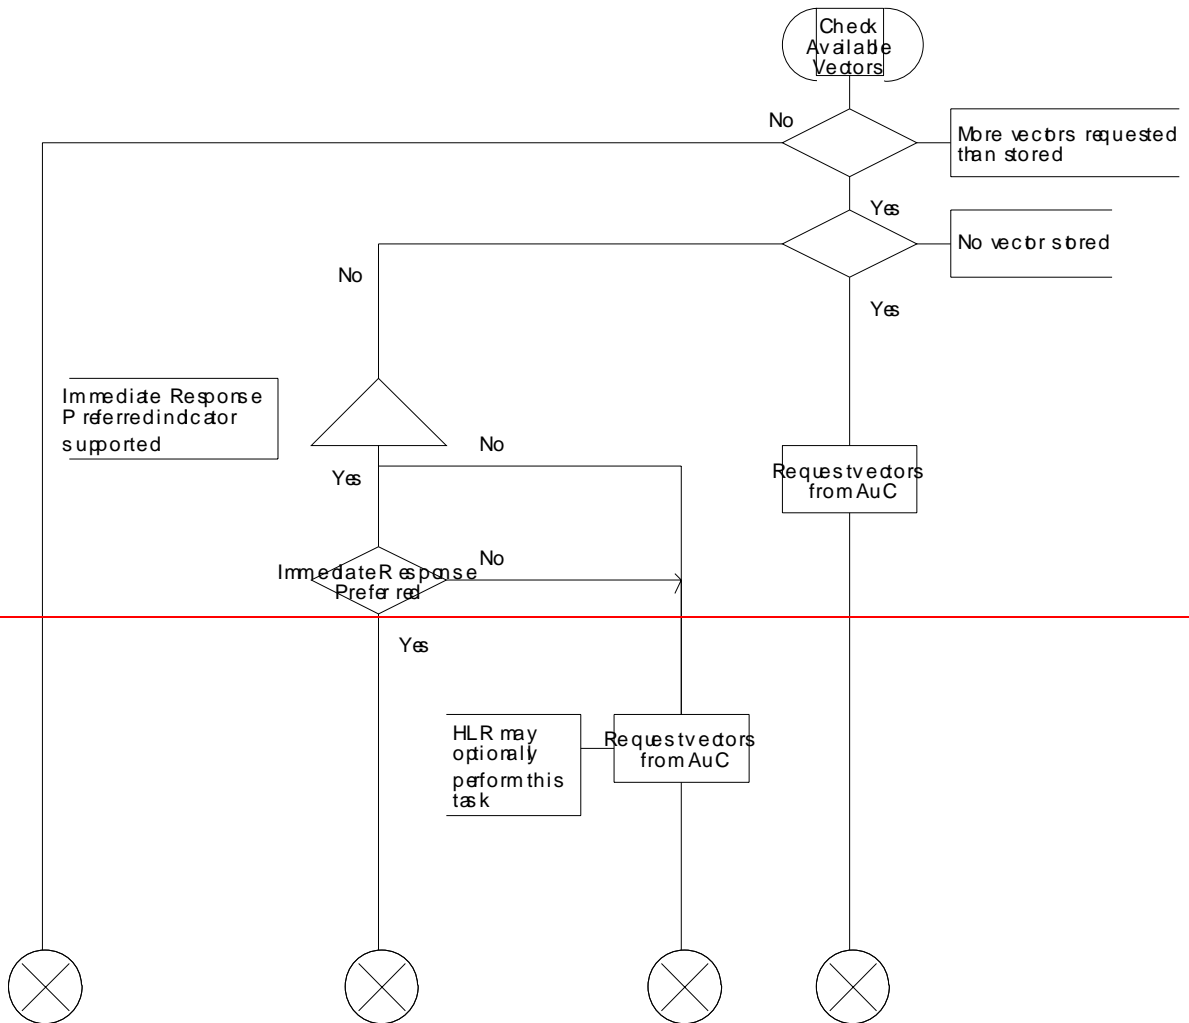 Check
Available
Vectors
No
More vectors requested
than stored
Yes
No vector stored
No
Yes
Immediate Response
Preferred indicator
supported
No
Yes
Request vectors
from AuC
No
Immediate Response
Preferred
Yes
HLR may
optionally
perform this
task
Request vectors
from AuC